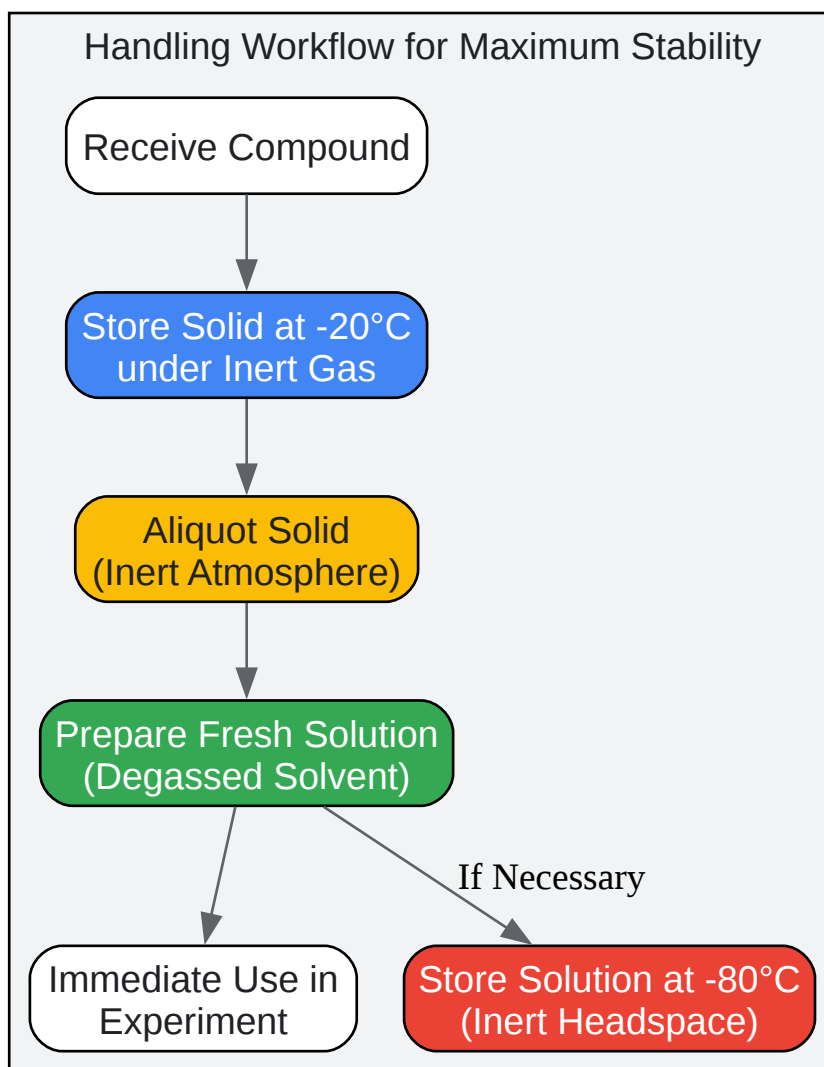 Handling Workflow for Maximum Stability
Receive Compound
Store Solid at -20°C
under Inert Gas
Aliquot Solid
(Inert Atmosphere)
Prepare Fresh Solution
(Degassed Solvent)
If Necessary
Immediate Use in
Experiment
Store Solution at -80°C
(Inert Headspace)